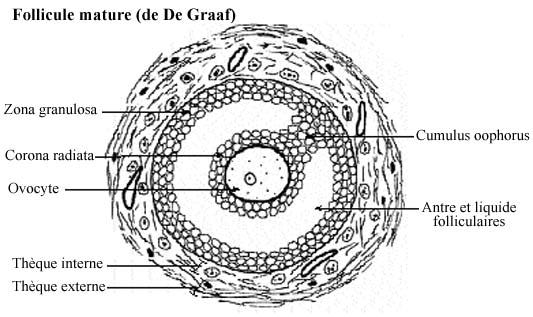 Follicule mature (de De Graaf)
Zona granulosa
Cumulus oophorus
Corona radiata
Ovocyte
Antre et liquide
folliculaires
Thèque interne
Thèque externe